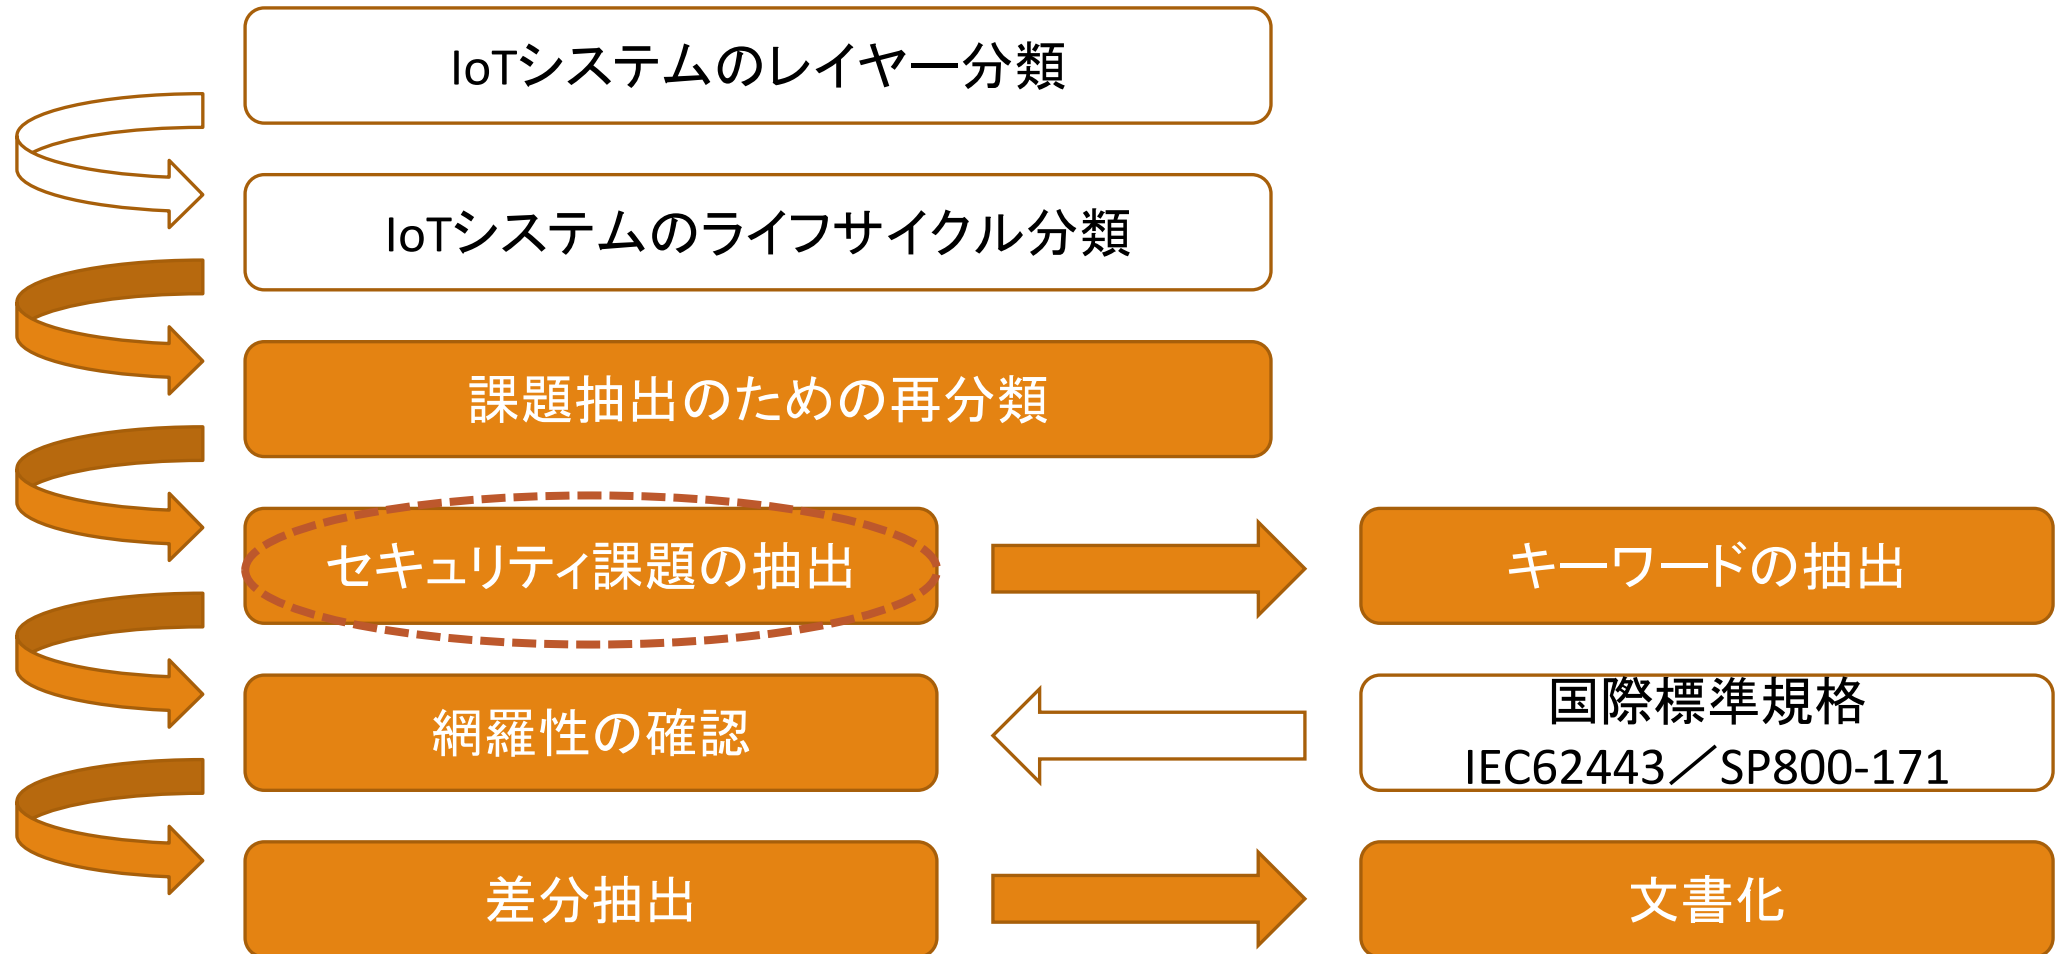 IoTシステムのレイヤー分類
IoTシステムのライフサイクル分類
課題抽出のための再分類
セキュリティ課題の抽出
キーワードの抽出
網羅性の確認
国際標準規格
IEC62443／SP800-171
差分抽出
文書化